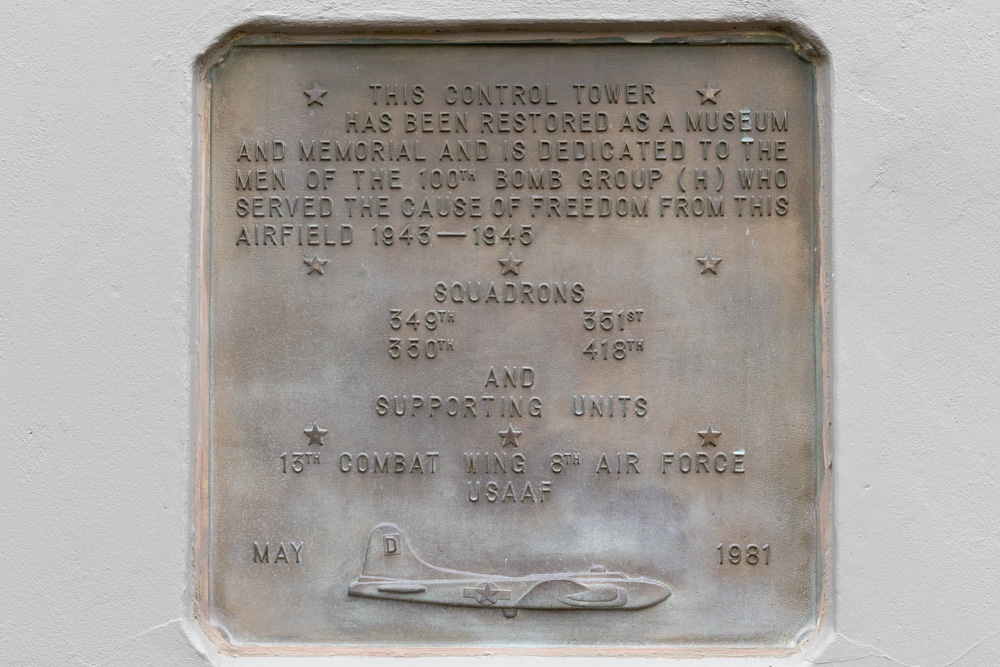 THIS CONTROL TOWER
HAS BEEN RESTORED AS A MUSEUM
AND MEMORIAL AND IS DEDICATED TO THE
MEN OF THE 100TH BOMB GROUP (H) WHO
SERVED THE CAUSE OF FREEDOM FROM THIS
AIRFIELD 1943—1945
SQUADRONS
349TH 351ST
350TH 418TH
AND
SUPPORTING UNITS
13TH COMBAT WING 8TH AIR FORCE
USAAF
MAY 1981
D